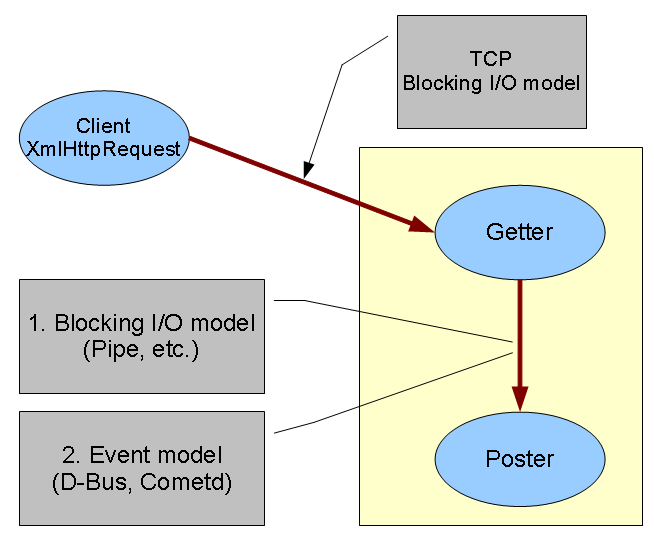 TCP
Blocking I/O model
Client
XmlHttpRequest
Getter
1. Blocking I/O model
(Pipe, etc.)
2. Event model
(D-Bus, Cometd)
Poster